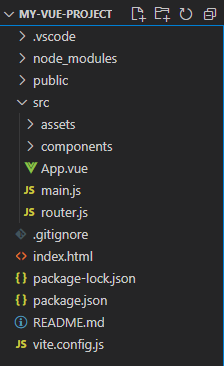 MY-VUE-PROJECT
.vscode
node_modules
public
src
assets
components
App.vue
JS main.js
JS router.js
.gitignore
index.html
package-lock.json
package.json
README.md
JS vite.config.js